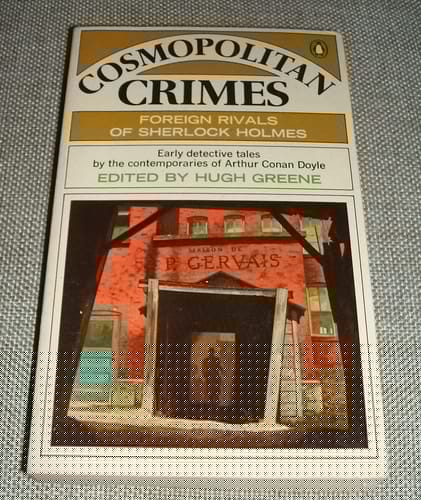 COSMOPOLITAN
CRIMES
FOREIGN RIVALS
OF SHERLOCK HOLMES
Early detective tales
by the contemporaries of Arthur Conan Doyle
EDITED BY HUGH GREENE
MAISON DE
P. GERVAIS